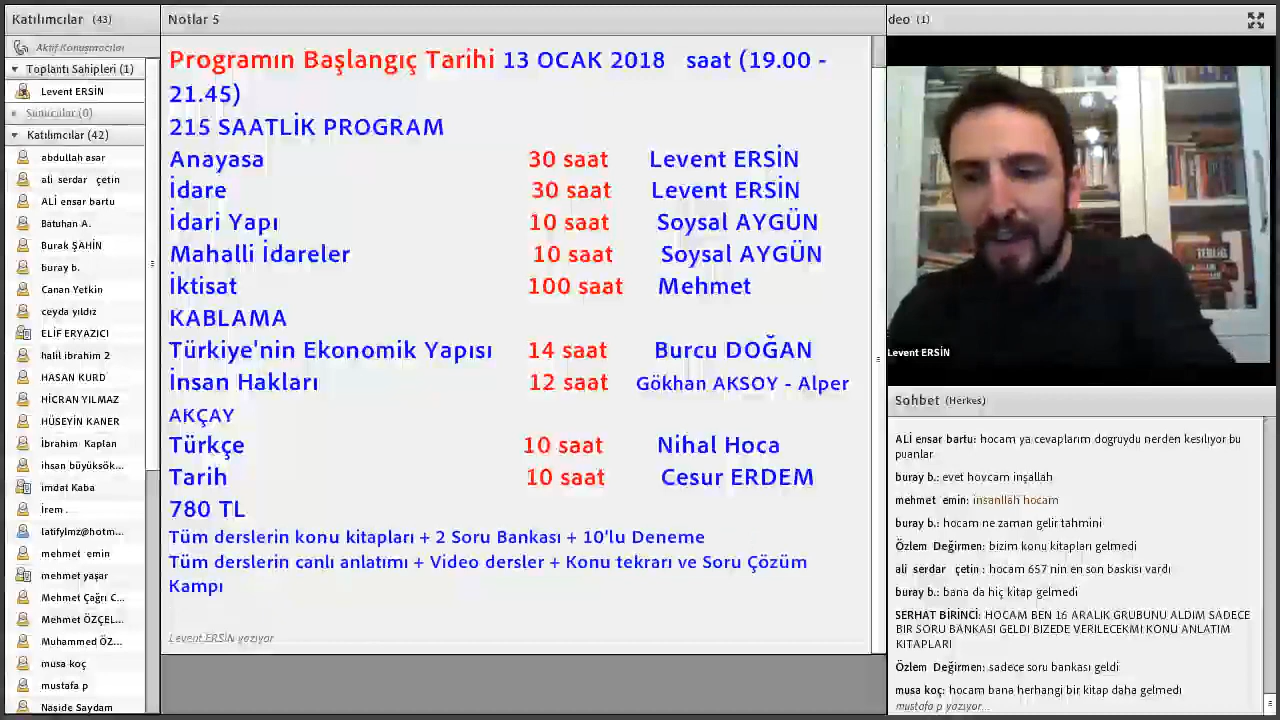 Katılımcılar (43)
Aktif Konuşmacılar
Toplantı Sahipleri (1)
Levent ERSİN
Sunucular (0)
Katılımcılar (42)
abdullah asar
ali serdar çetin
ALİ ensar bartu
Batuhan A.
Burak ŞAHİN
buray b.
Canan Yetkin
ceyda yıldız
ELİF ERYAZICI
halil ibrahim 2
HASAN KURD
HİCRAN YILMAZ
HÜSEYİN KANER
İbrahim Kaplan
ihsan büyüksök...
imdat Kaba
İrem .
latifylmz@hotm...
mehmet emin
mehmet yaşar
Mehmet Çağrı C...
Mehmet ÖZÇEL...
Muhammed ÖZ...
musa koç
mustafa p
Naside Saydam
Notlar 5
Programın Başlangıç Tarihi 13 OCAK 2018 saat (19.00 -
21.45)
215 SAATLİK PROGRAM
Anayasa 30 saat Levent ERSİN
İdare 30 saat Levent ERSİN
İdari Yapı 10 saat Soysal AYGÜN
Mahalli İdareler 10 saat Soysal AYGÜN
İktisat 100 saat Mehmet
KABLAMA
Türkiye'nin Ekonomik Yapısı 14 saat Burcu DOĞAN
İnsan Hakları 12 saat Gökhan AKSOY - Alper
AKÇAY
Türkçe 10 saat Nihal Hoca
Tarih 10 saat Cesur ERDEM
780 TL
Tüm derslerin konu kitapları + 2 Soru Bankası + 10'lu Deneme
Tüm derslerin canlı anlatımı + Video dersler + Konu tekrarı ve Soru Çözüm
Kampı
Levent ERSİN yazıyor
deo (1)
Levent ERSİN
Sohbet (Herkes)
ALİ ensar bartu: hocam ya cevaplarım dogruydu nerden kesılıyor bu
puanlar
buray b.: evet hovcam inşallah
mehmet emin: insanllah hocam
buray b.: hocam ne zaman gelir tahmini
Özlem Değirmen: bizim konu kitapları gelmedi
ali serdar çetin : hocam 657 nin en son baskısı vardı
buray b.: bana da hiç kitap gelmedi
SERHAT BİRİNCİ: HOCAM BEN 16 ARALIK GRUBUNU ALDIM SADECE
BIR SORU BANKASI GELDI BIZEDE VERILECEKMI KONU ANLATIM
KITAPLARI
Özlem Değirmen: sadece soru bankası geldi
musa koç: hocam bana herhangi bir kitap daha gelmedi
mustafa p yazıyor...